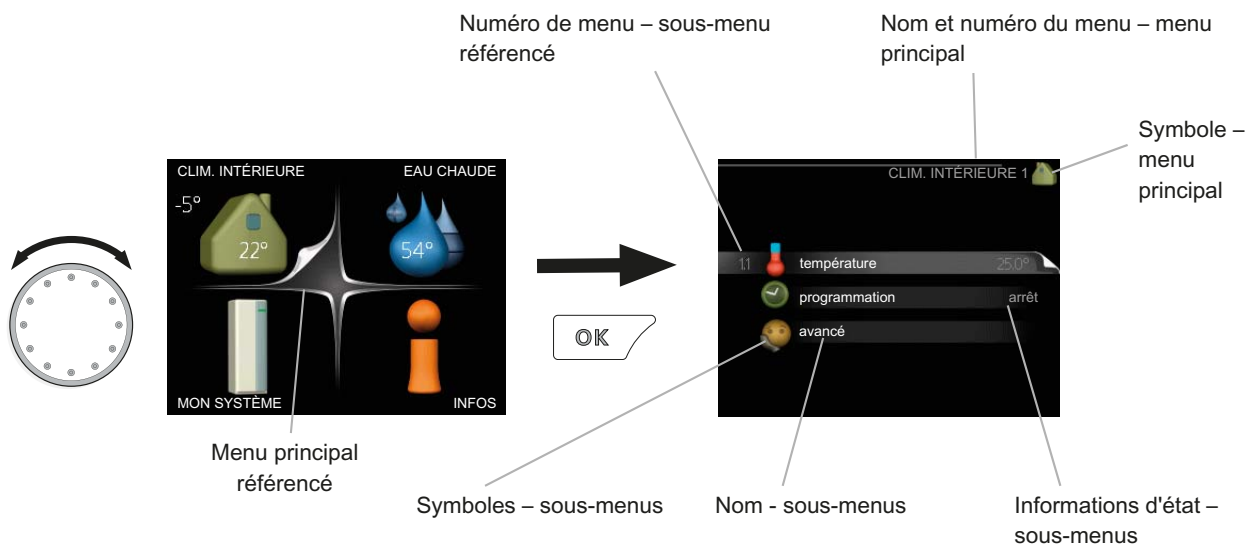 Numéro de menu – sous-menu
référencé
Nom et numéro du menu – menu
principal
Symbole –
menu
principal
CLIM. INTÉRIEURE
EAU CHAUDE
-5°
22°
54°
MON SYSTÈME
INFOS
OK
CLIM. INTÉRIEURE 1
1.1
température
25.0°
programmation
arrêt
avancé
Menu principal
référencé
Symboles – sous-menus
Nom - sous-menus
Informations d'état –
sous-menus